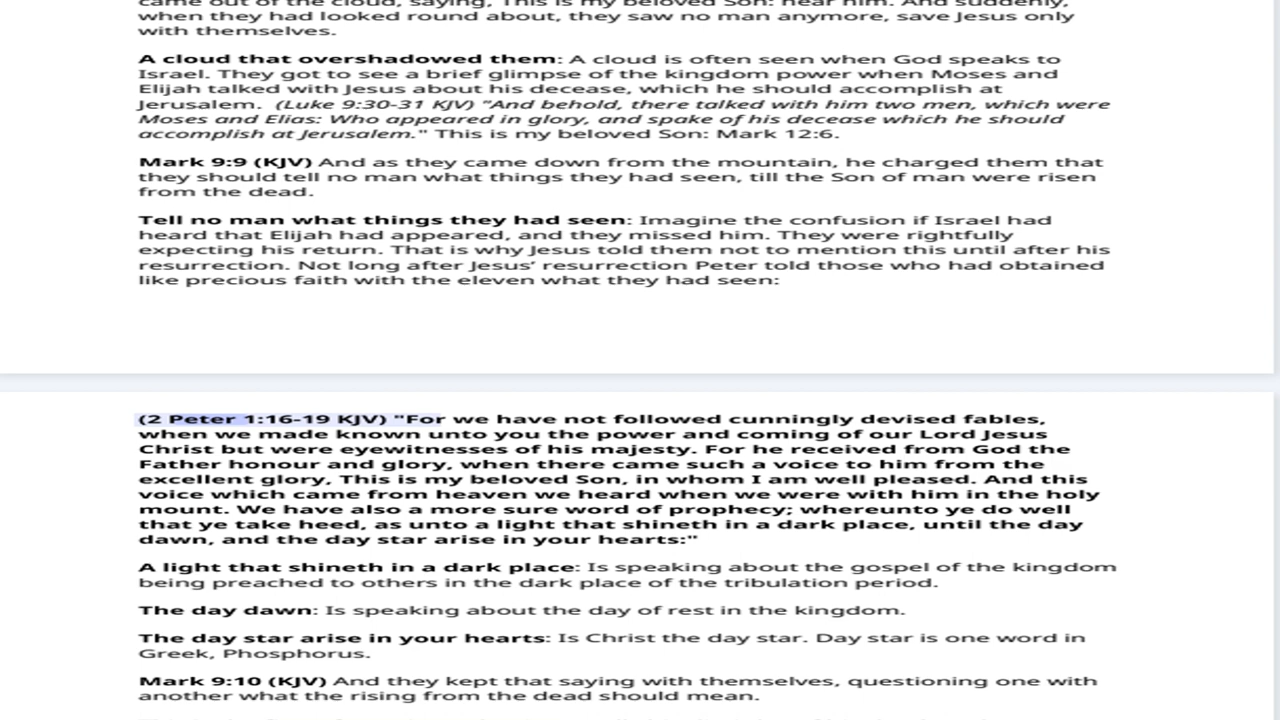 came out of the cloud, saying, This is my beloved Son: hear him. And suddenly,
when they had looked round about, they saw no man anymore, save Jesus only
with themselves.
A cloud that overshadowed them: A cloud is often seen when God speaks to
Israel. They got to see a brief glimpse of the kingdom power when Moses and
Elijah talked with Jesus about his decease, which he should accomplish at
Jerusalem. (Luke 9:30-31 KJV) "And behold, there talked with him two men, which were
Moses and Elias: Who appeared in glory, and spake of his decease which he should
accomplish at Jerusalem." This is my beloved Son: Mark 12:6.
Mark 9:9 (KJV) And as they came down from the mountain, he charged them that
they should tell no man what things they had seen, till the Son of man were risen
from the dead.
Tell no man what things they had seen: Imagine the confusion if Israel had
heard that Elijah had appeared, and they missed him. They were rightfully
expecting his return. That is why Jesus told them not to mention this until after his
resurrection. Not long after Jesus’ resurrection Peter told those who had obtained
like precious faith with the eleven what they had seen:
(2 Peter 1:16-19 KJV) "For we have not followed cunningly devised fables,
when we made known unto you the power and coming of our Lord Jesus
Christ but were eyewitnesses of his majesty. For he received from God the
Father honour and glory, when there came such a voice to him from the
excellent glory, This is my beloved Son, in whom I am well pleased. And this
voice which came from heaven we heard when we were with him in the holy
mount. We have also a more sure word of prophecy; whereunto ye do well
that ye take heed, as unto a light that shineth in a dark place, until the day
dawn, and the day star arise in your hearts:"
A light that shineth in a dark place: Is speaking about the gospel of the kingdom
being preached to others in the dark place of the tribulation period.
The day dawn: Is speaking about the day of rest in the kingdom.
The day star arise in your hearts: Is Christ the day star. Day star is one word in
Greek, Phosphorus.
Mark 9:10 (KJV) And they kept that saying with themselves, questioning one with
another what the rising from the dead should mean.